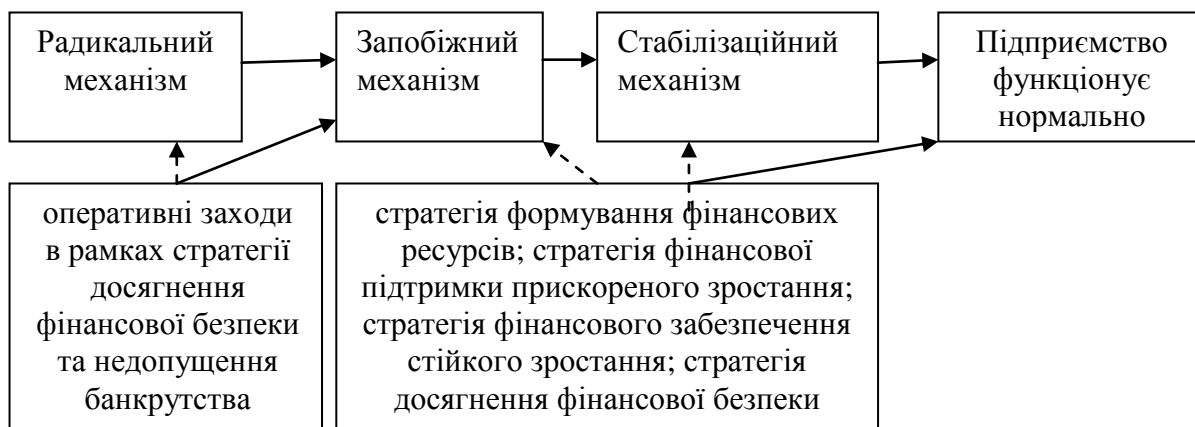 Радикальний
механізм
Запобіжний
механізм
Стабілізаційний
механізм
Підприємство
функціонує
нормально
оперативні заходи
в рамках стратегії
досягнення
фінансової безпеки
та недопущення
банкрутства
стратегія формування фінансових
ресурсів; стратегія фінансової
підтримки прискореного зростання;
стратегія фінансового забезпечення
стійкого зростання; стратегія
досягнення фінансової безпеки